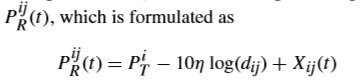 P_R^{ij}(t), which is formulated as
P_R^{ij}(t) = P_T^i − 10η log(d_{ij}) + X_{ij}(t)